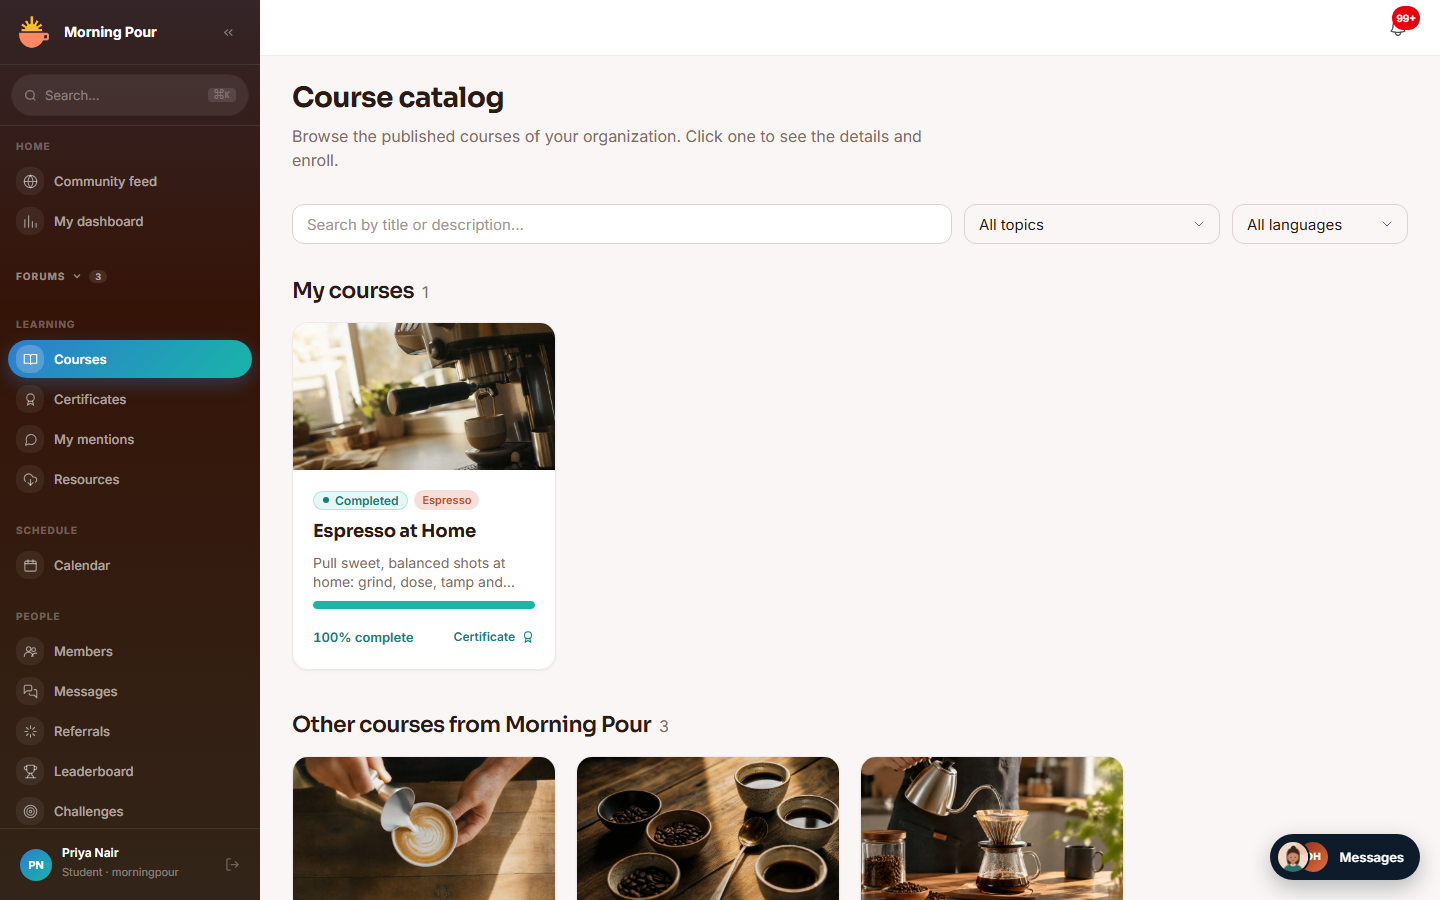 Morning Pour
Search...
⌘K
99+
HOME
Community feed
My dashboard
FORUMS
3
LEARNING
Courses
Certificates
My mentions
Resources
SCHEDULE
Calendar
PEOPLE
Members
Messages
Referrals
Leaderboard
Challenges
PN
Priya Nair
Student · morningpour
Course catalog
Browse the published courses of your organization. Click one to see the details and
enroll.
Search by title or description...
All topics
All languages
My courses 1
Completed
Espresso
Espresso at Home
Pull sweet, balanced shots at
home: grind, dose, tamp and...
100% complete
Certificate
Other courses from Morning Pour 3
Messages